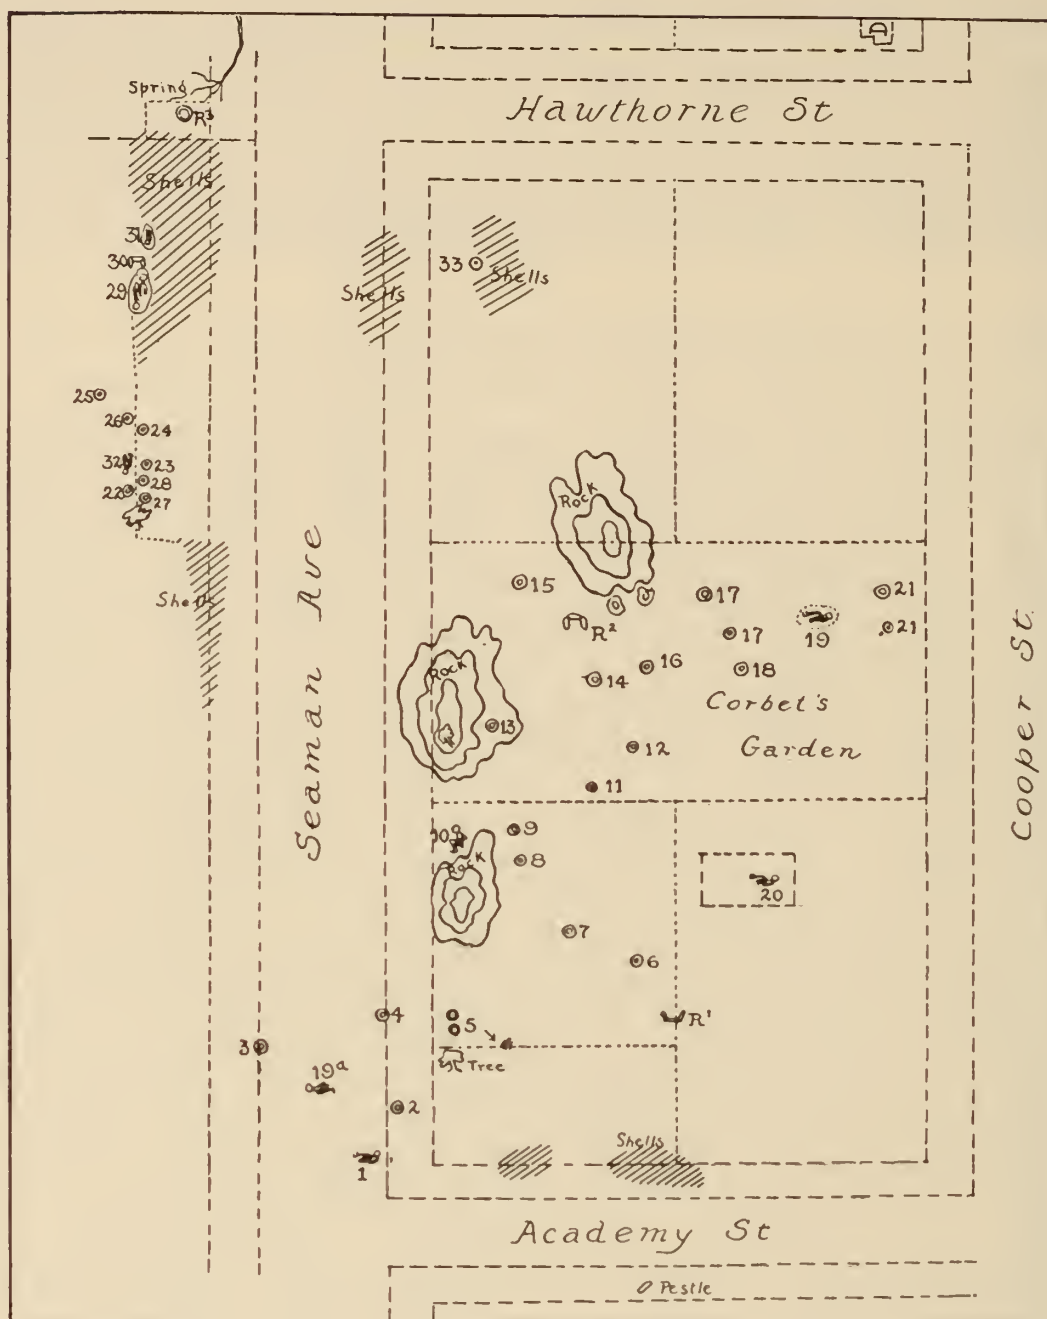 Hawthorne St
Spring
R³
Shells
31
30
29
33
Shells
Shells
25
26
24
32
23
28
22
27
Rock
Shells
Seaman Ave
15
17
21
R²
17
19
21
16
14
18
Rock
Corbet's
Garden
13
12
11
Cooper St.
10
9
8
Rock
20
7
6
4
5
R¹
3
Tree
19ª
2
Shells
1
Academy St
Pestle